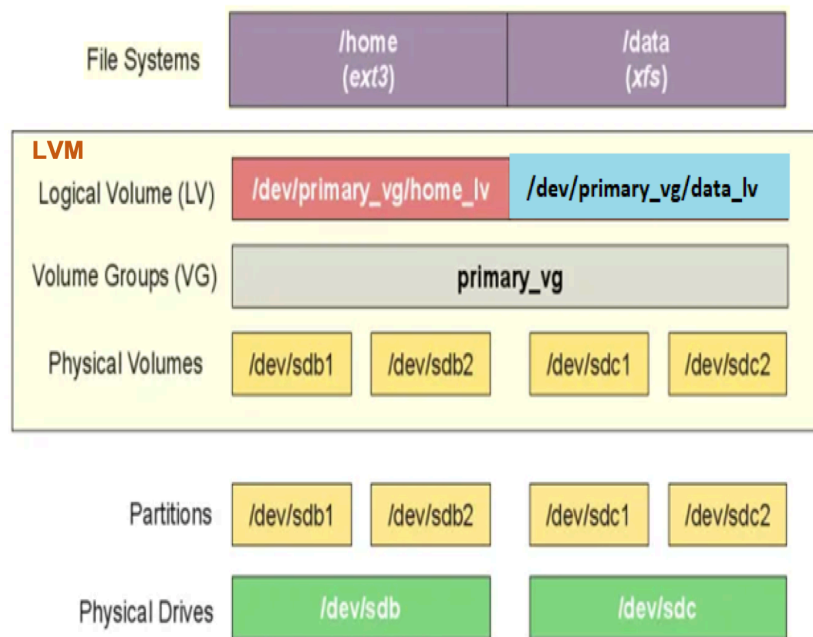 File Systems
/home
(ext3)
/data
(xfs)
LVM
Logical Volume (LV)
/dev/primary_vg/home_lv
/dev/primary_vg/data_lv
Volume Groups (VG)
primary_vg
Physical Volumes
/dev/sdb1
/dev/sdb2
/dev/sdc1
/dev/sdc2
Partitions
/dev/sdb1
/dev/sdb2
/dev/sdc1
/dev/sdc2
Physical Drives
/dev/sdb
/dev/sdc